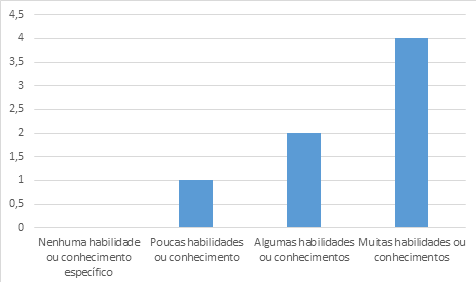 4,5
4
3,5
3
2,5
2
1,5
1
0,5
0
Nenhuma habilidade
ou conhecimento
específico
Poucas habilidades
ou conhecimento
Algumas habilidades
ou conhecimentos
Muitas habilidades ou
conhecimentos